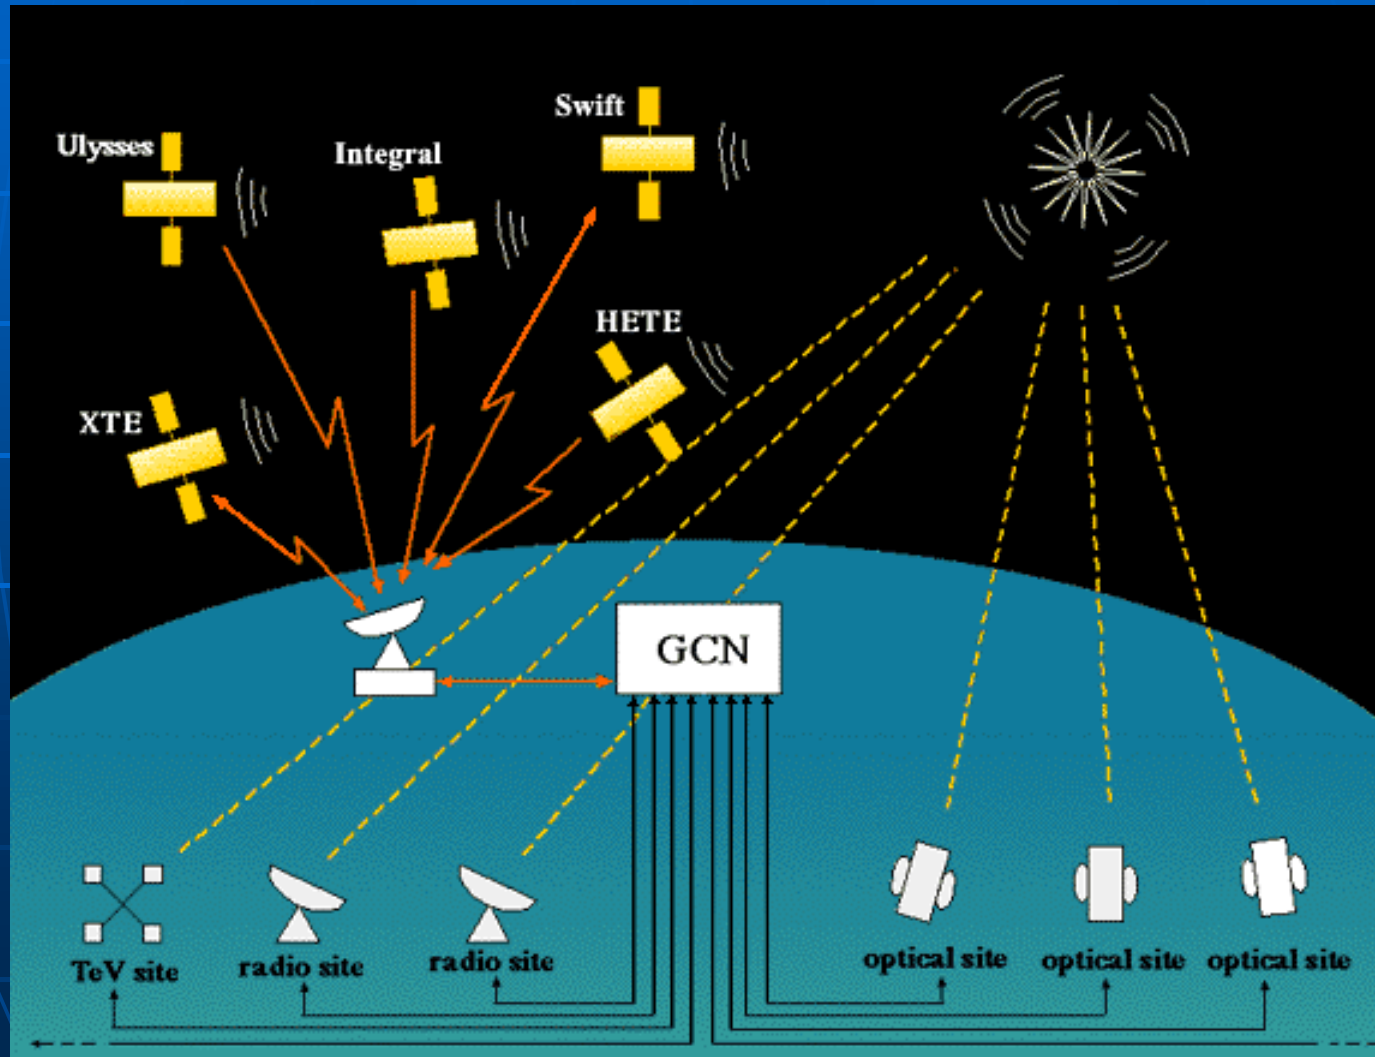 Swift
Ulysses
Integral
HETE
XTE
GCN
TeV site
radio site
radio site
optical site
optical site
optical site